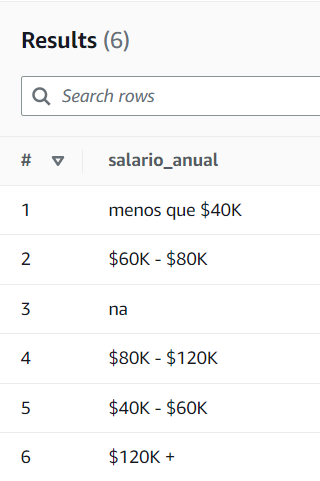 Results (6)
Search rows
# salario_anual
1 menos que $40K
2 $60K - $80K
3 na
4 $80K - $120K
5 $40K - $60K
6 $120K +